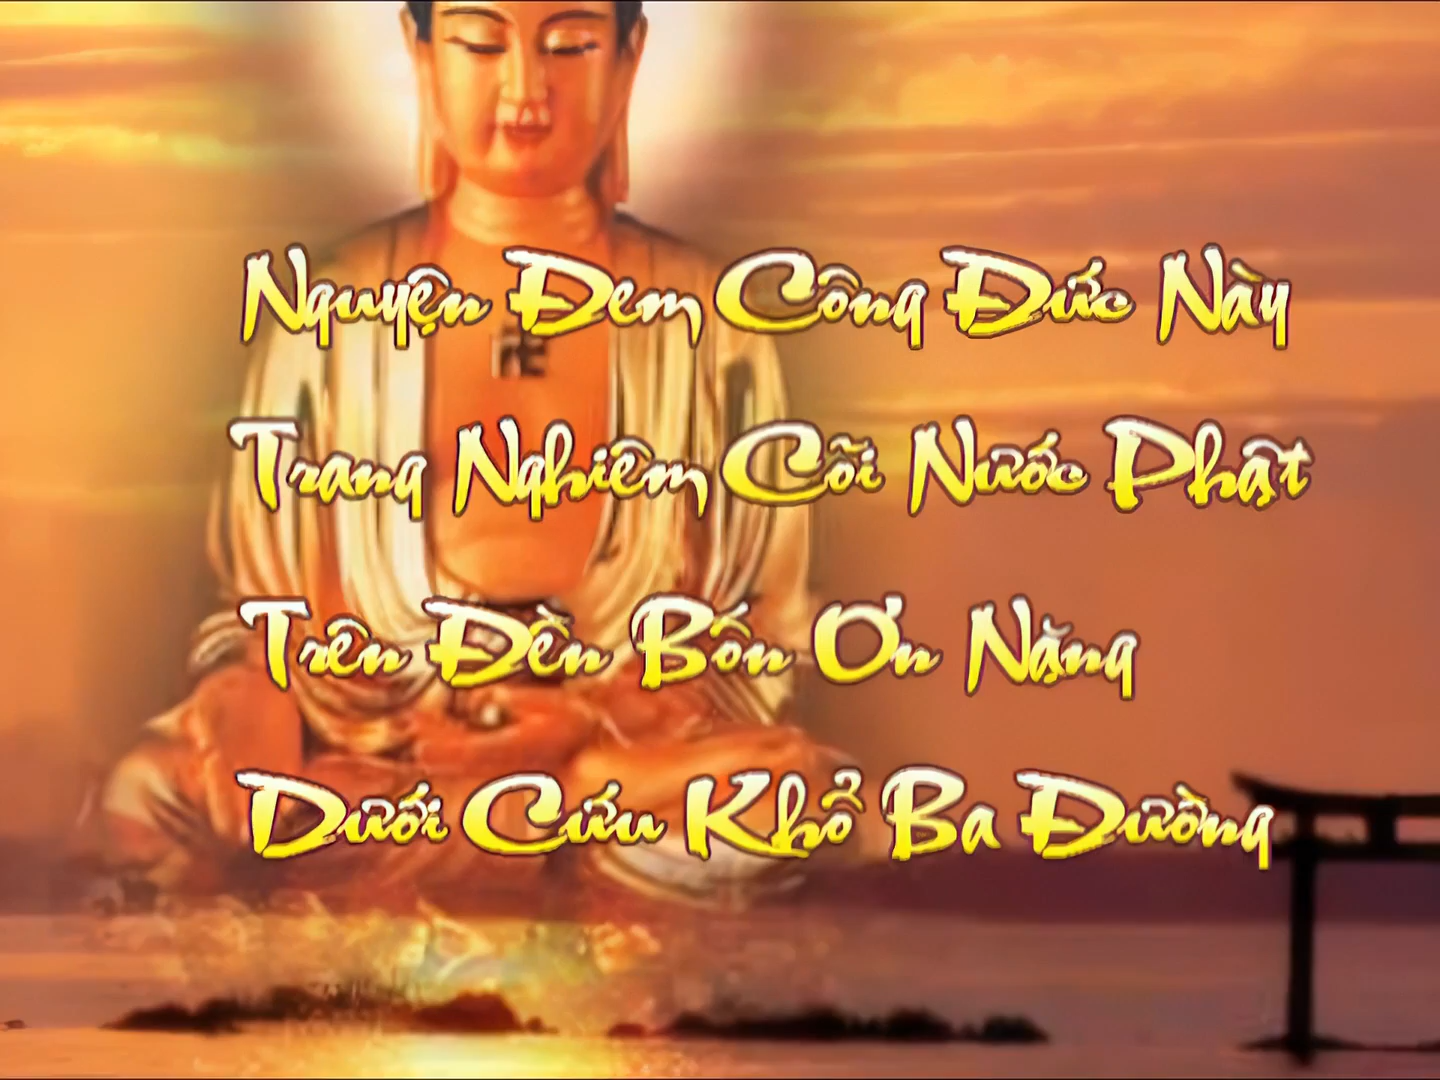 Nguyện Đem Công Đức Này
Trang Nghiêm Cõi Nước Phật
Trên Đền Bốn Ơn Nặng
Dưới Cứu Khổ Ba Đường